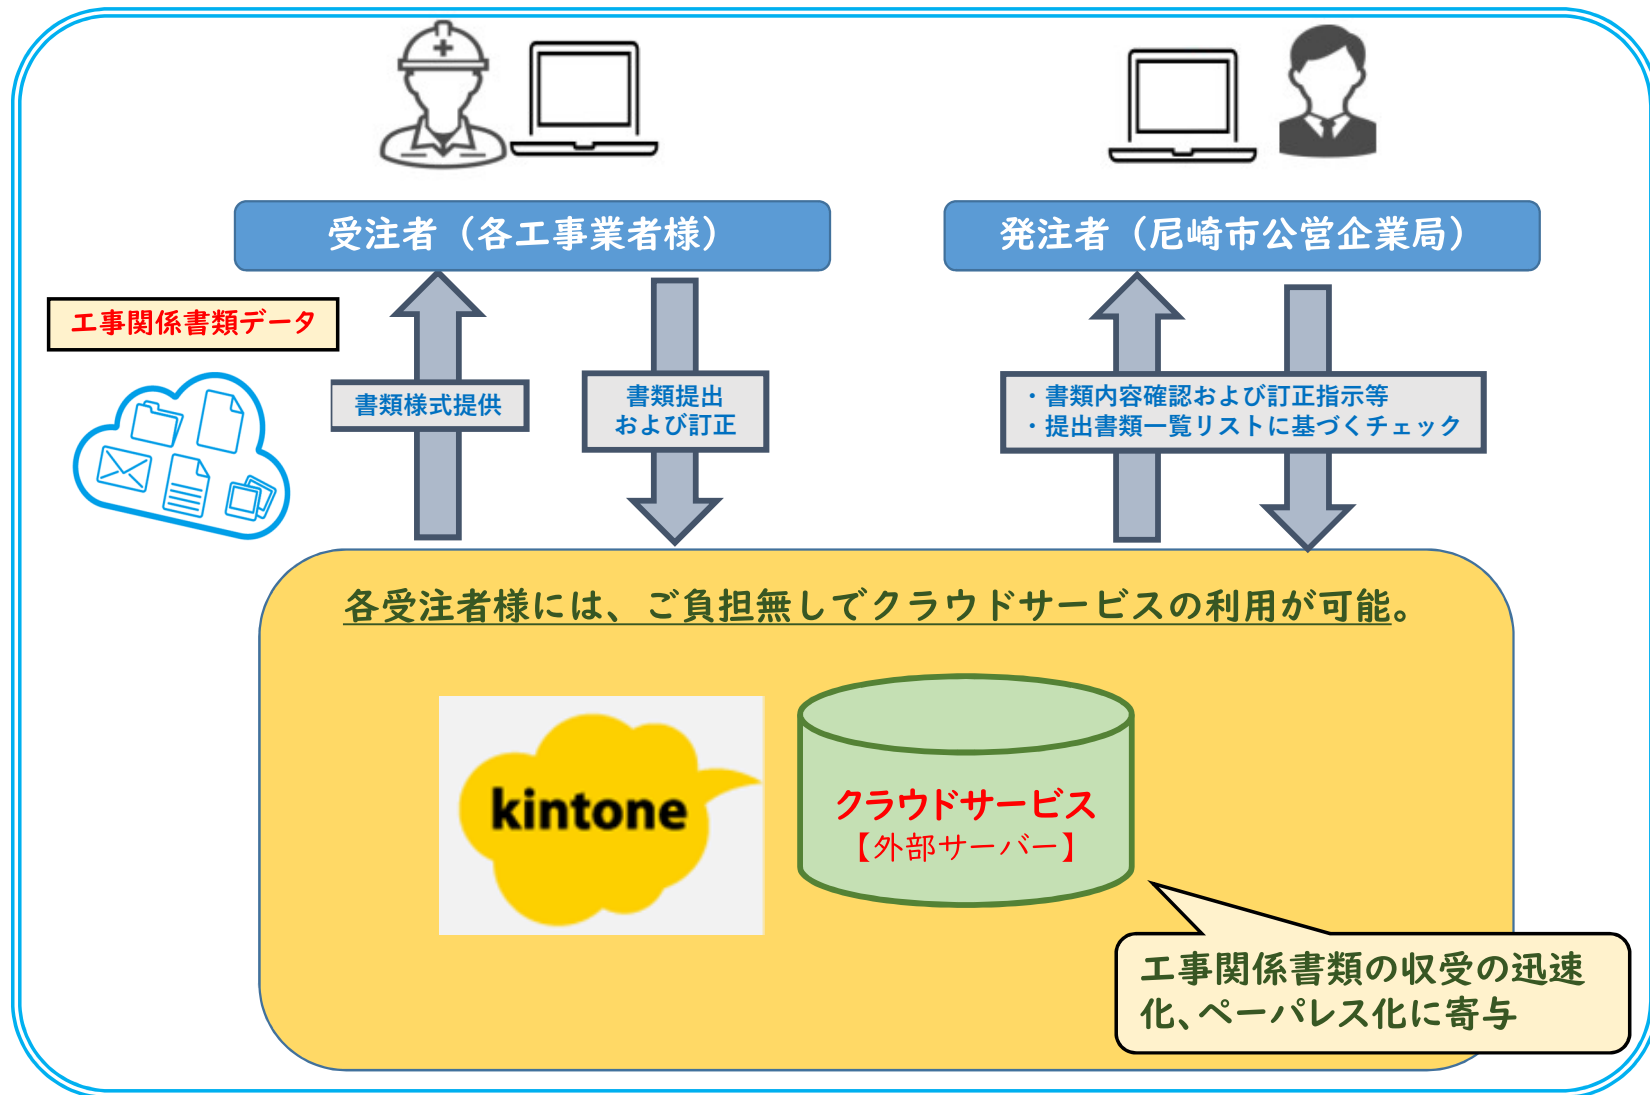 受注者（各工事業者様）
発注者（尼崎市公営企業局）
工事関係書類データ
書類様式提供
書類提出
および訂正
・書類内容確認および訂正指示等
・提出書類一覧リストに基づくチェック
各受注者様には、ご負担無しでクラウドサービスの利用が可能。
kintone
クラウドサービス
【外部サーバー】
工事関係書類の収受の迅速
化、ペーパレス化に寄与